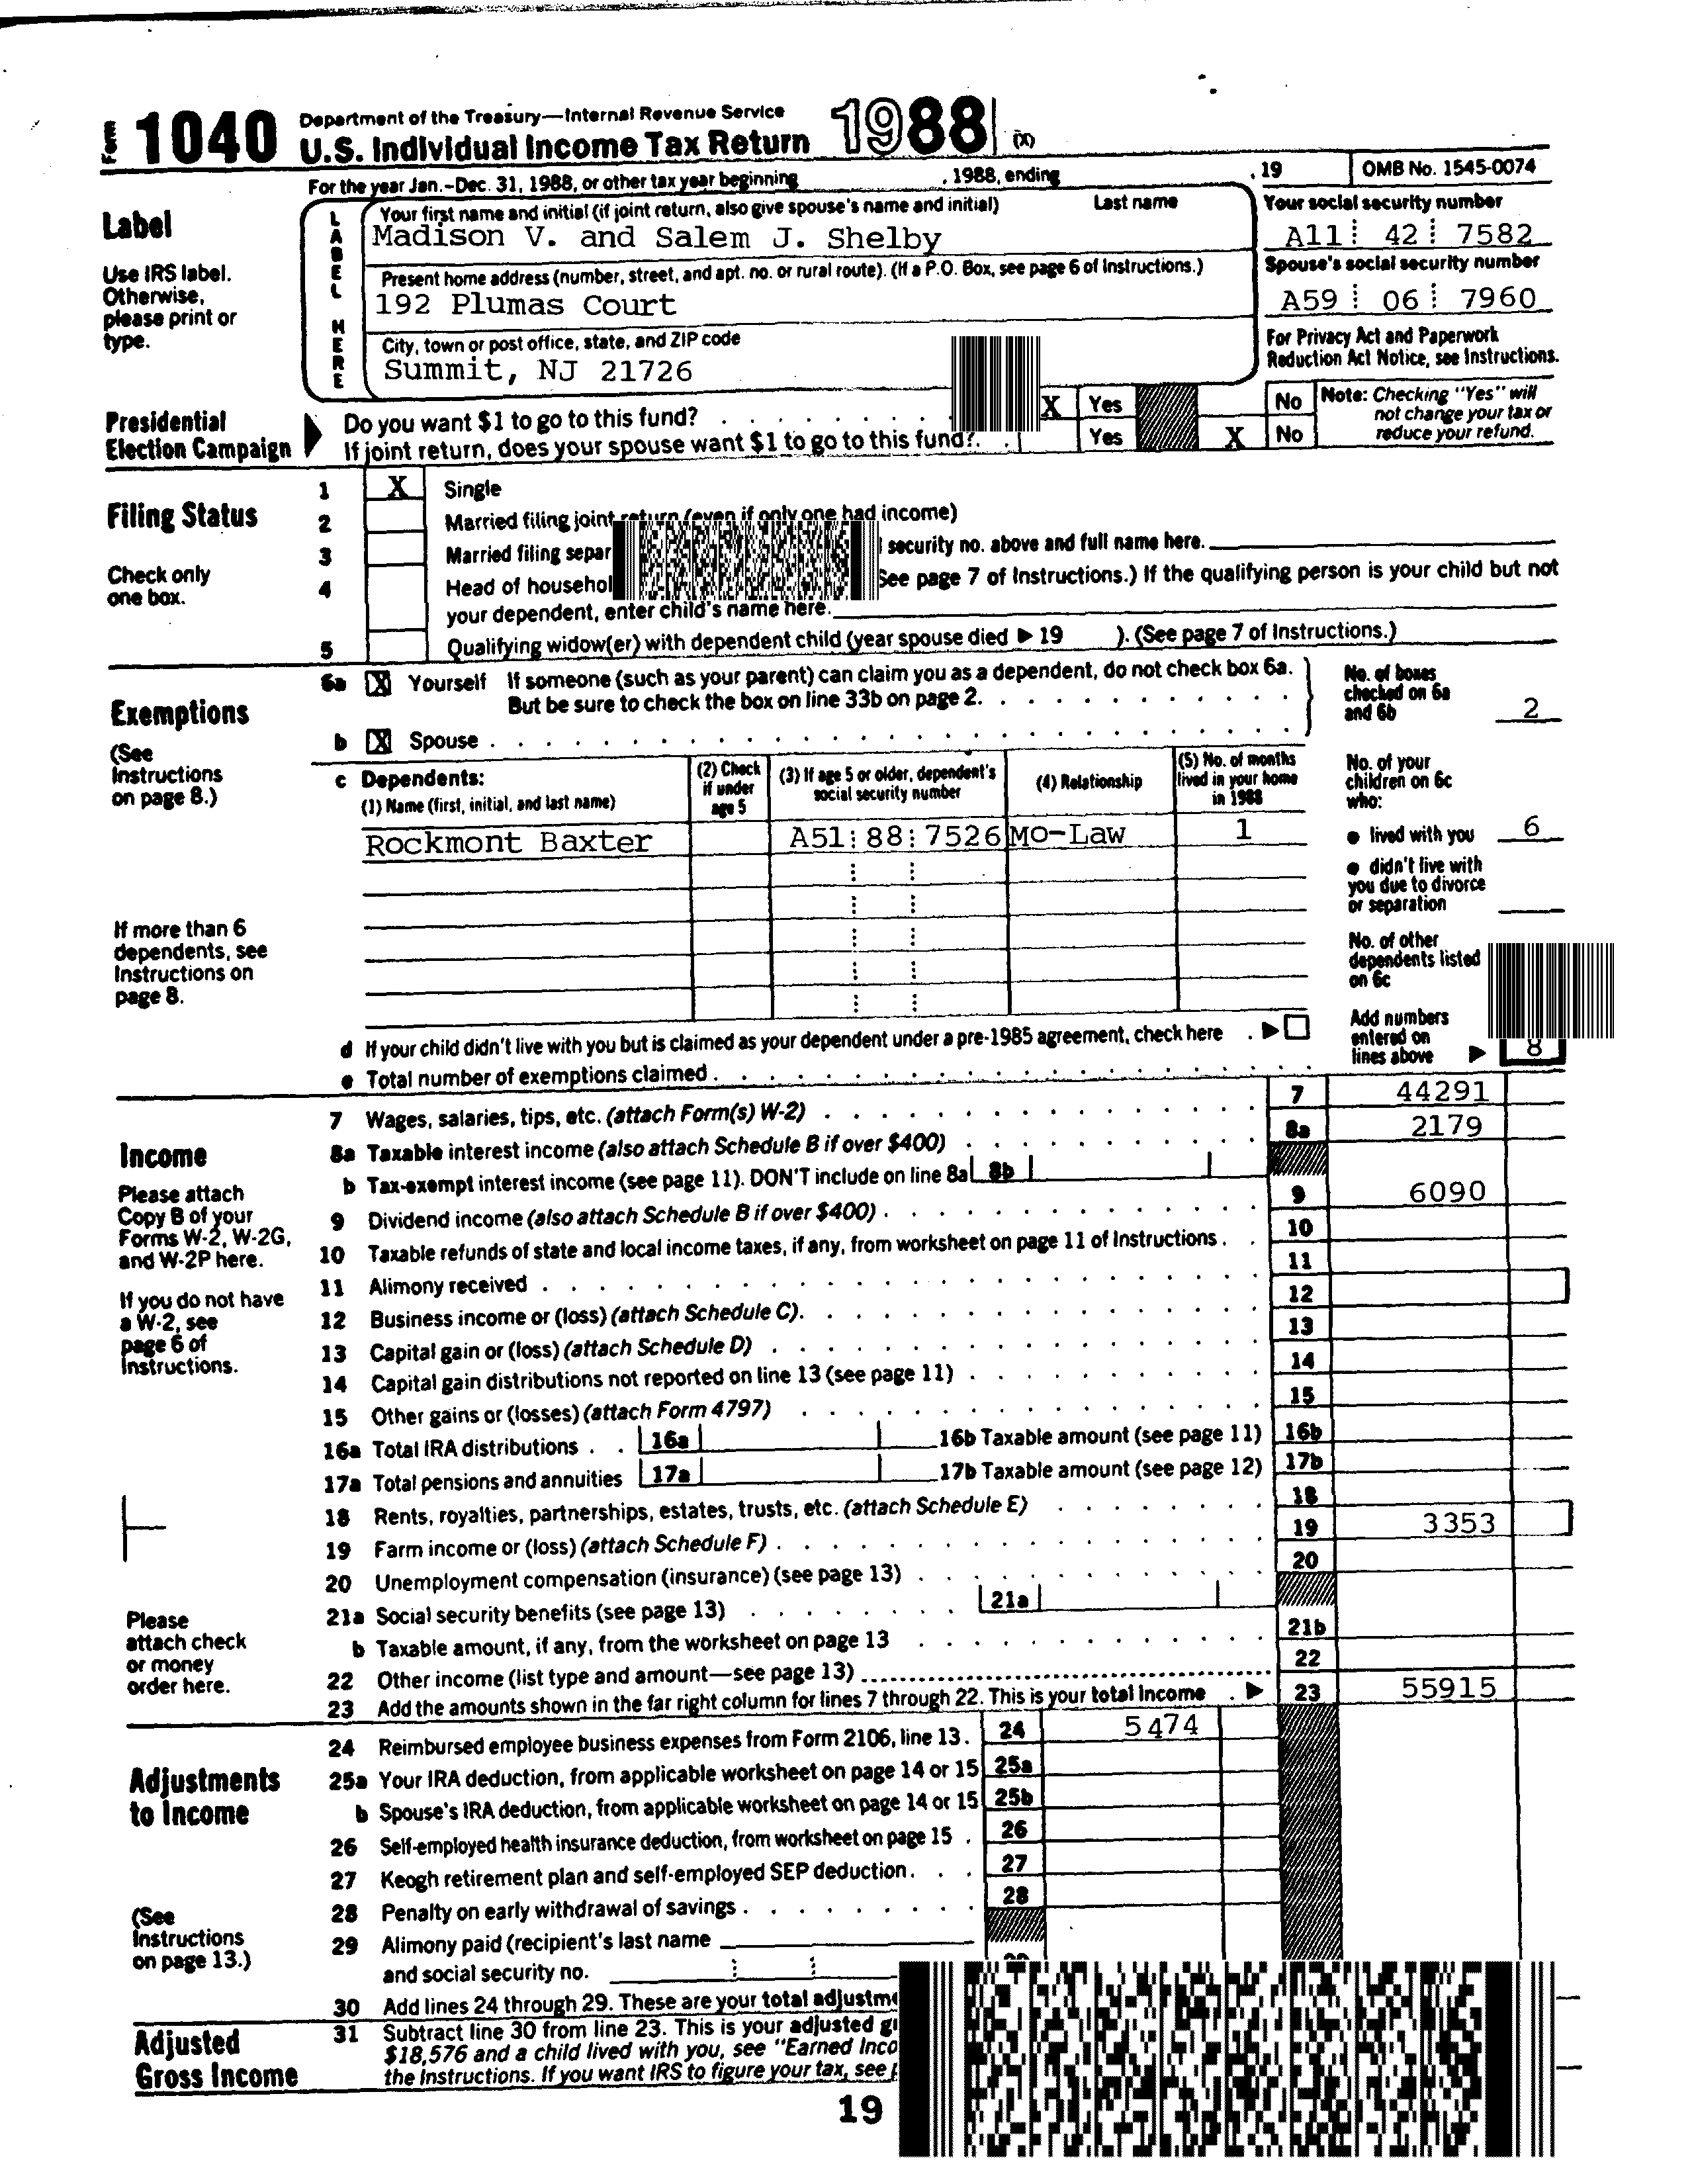 Form 1040 Department of the Treasury—Internal Revenue Service
U.S. Individual Income Tax Return 1988 (X)
For the year Jan.-Dec. 31, 1988, or other tax year beginning , 1988, ending , 19 OMB No. 1545-0074
Label
Use IRS label.
Otherwise,
please print or
type.
LABEL HERE
Your first name and initial (if joint return, also give spouse's name and initial) Last name
Madison V. and Salem J. Shelby
Present home address (number, street, and apt. no. or rural route). (If a P.O. Box, see page 6 of Instructions.)
192 Plumas Court
City, town or post office, state, and ZIP code
Summit, NJ 21726
Your social security number
A11 42 7582
Spouse's social security number
A59 06 7960
For Privacy Act and Paperwork
Reduction Act Notice, see Instructions.
Presidential
Election Campaign
Do you want $1 to go to this fund? X Yes No
If joint return, does your spouse want $1 to go to this fund? Yes X No
Note: Checking "Yes" will
not change your tax or
reduce your refund.
Filing Status
Check only
one box.
1 X Single
2 Married filing joint return (even if only one had income)
3 Married filing separ security no. above and full name here.
4 Head of househol See page 7 of Instructions.) If the qualifying person is your child but not
your dependent, enter child's name here.
5 Qualifying widow(er) with dependent child (year spouse died ▶ 19 ). (See page 7 of Instructions.)
Exemptions
(See
Instructions
on page 8.)
If more than 6
dependents, see
Instructions on
page 8.
6a X Yourself If someone (such as your parent) can claim you as a dependent, do not check box 6a.
But be sure to check the box on line 33b on page 2.
b X Spouse
No. of boxes
checked on 6a
and 6b 2
c Dependents:
(1) Name (first, initial, and last name)
(2) Check
if under
age 5
(3) If age 5 or older, dependent's
social security number
(4) Relationship
(5) No. of months
lived in your home
in 1988
Rockmont Baxter A51 88 7526 MO-Law 1
No. of your
children on 6c
who:
● lived with you 6
● didn't live with
you due to divorce
or separation
No. of other
dependents listed
on 6c
d If your child didn't live with you but is claimed as your dependent under a pre-1985 agreement, check here ▶
e Total number of exemptions claimed
Add numbers
entered on
lines above ▶ 8
Income
Please attach
Copy B of your
Forms W-2, W-2G,
and W-2P here.
If you do not have
a W-2, see
page 6 of
Instructions.
Please
attach check
or money
order here.
7 Wages, salaries, tips, etc. (attach Form(s) W-2) 7 44291
8a Taxable interest income (also attach Schedule B if over $400) 8a 2179
b Tax-exempt interest income (see page 11). DON'T include on line 8a 8b
9 Dividend income (also attach Schedule B if over $400) 9 6090
10 Taxable refunds of state and local income taxes, if any, from worksheet on page 11 of Instructions 10
11 Alimony received 11
12 Business income or (loss) (attach Schedule C) 12
13 Capital gain or (loss) (attach Schedule D) 13
14 Capital gain distributions not reported on line 13 (see page 11) 14
15 Other gains or (losses) (attach Form 4797) 15
16a Total IRA distributions 16a 16b Taxable amount (see page 11) 16b
17a Total pensions and annuities 17a 17b Taxable amount (see page 12) 17b
18 Rents, royalties, partnerships, estates, trusts, etc. (attach Schedule E) 18
19 Farm income or (loss) (attach Schedule F) 19 3353
20 Unemployment compensation (insurance) (see page 13) 20
21a Social security benefits (see page 13) 21a
b Taxable amount, if any, from the worksheet on page 13 21b
22 Other income (list type and amount—see page 13) 22
23 Add the amounts shown in the far right column for lines 7 through 22. This is your total income ▶ 23 55915
Adjustments
to Income
(See
Instructions
on page 13.)
24 Reimbursed employee business expenses from Form 2106, line 13. 24 5474
25a Your IRA deduction, from applicable worksheet on page 14 or 15 25a
b Spouse's IRA deduction, from applicable worksheet on page 14 or 15 25b
26 Self-employed health insurance deduction, from worksheet on page 15 26
27 Keogh retirement plan and self-employed SEP deduction 27
28 Penalty on early withdrawal of savings 28
29 Alimony paid (recipient's last name
and social security no.
30 Add lines 24 through 29. These are your total adjustme
Adjusted
Gross Income
31 Subtract line 30 from line 23. This is your adjusted g
$18,576 and a child lived with you, see "Earned Inco
the Instructions. If you want IRS to figure your tax, see
19